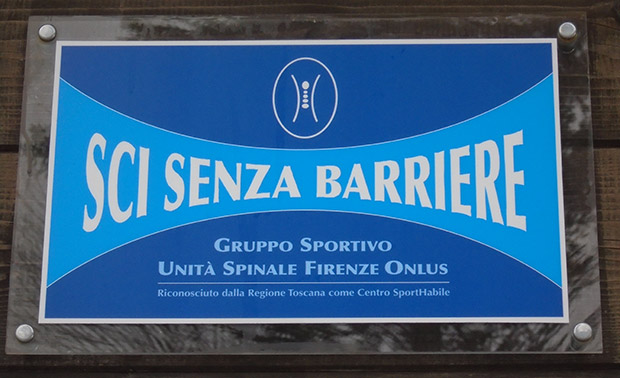 SCI SENZA BARRIERE
GRUPPO SPORTIVO
UNITÀ SPINALE FIRENZE ONLUS
Riconosciuto dalla Regione Toscana come Centro SportHabile